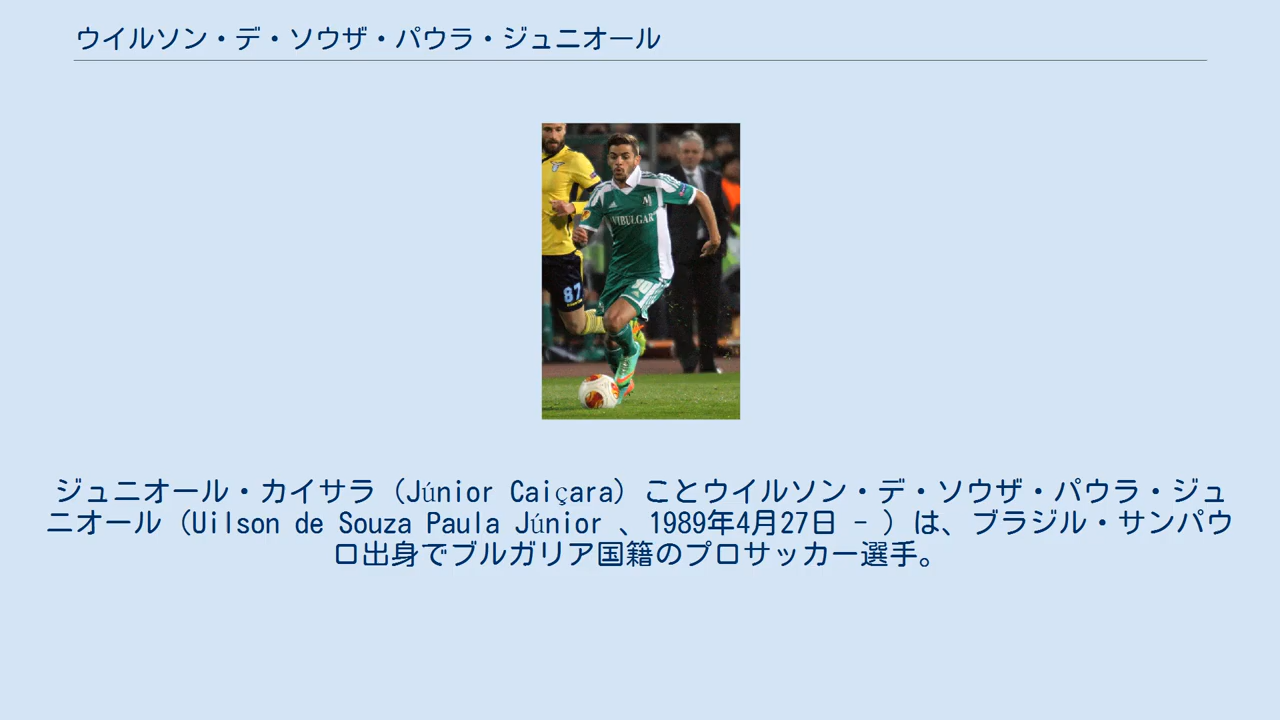 ウイルソン・デ・ソウザ・パウラ・ジュニオール
VIBULGAR
10
87
ジュニオール・カイサラ（Júnior Caiçara）ことウイルソン・デ・ソウザ・パウラ・ジュ
ニオール（Uilson de Souza Paula Júnior 、1989年4月27日 - ）は、ブラジル・サンパウ
ロ出身でブルガリア国籍のプロサッカー選手。